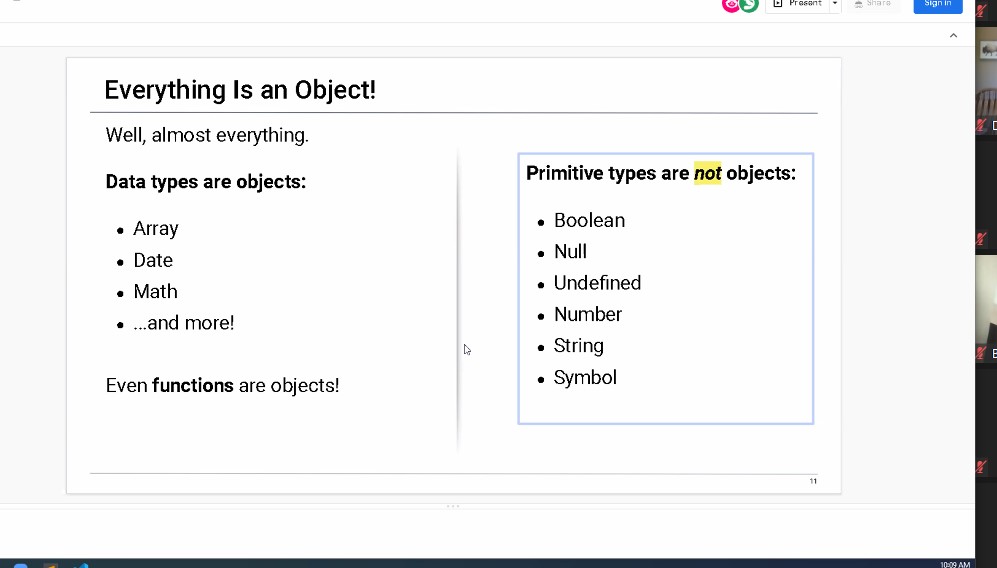 Present
Share
Sign in
Everything Is an Object!
Well, almost everything.
Data types are objects:
• Array
• Date
• Math
• ...and more!
Even functions are objects!
Primitive types are not objects:
• Boolean
• Null
• Undefined
• Number
• String
• Symbol
11
10:09 AM